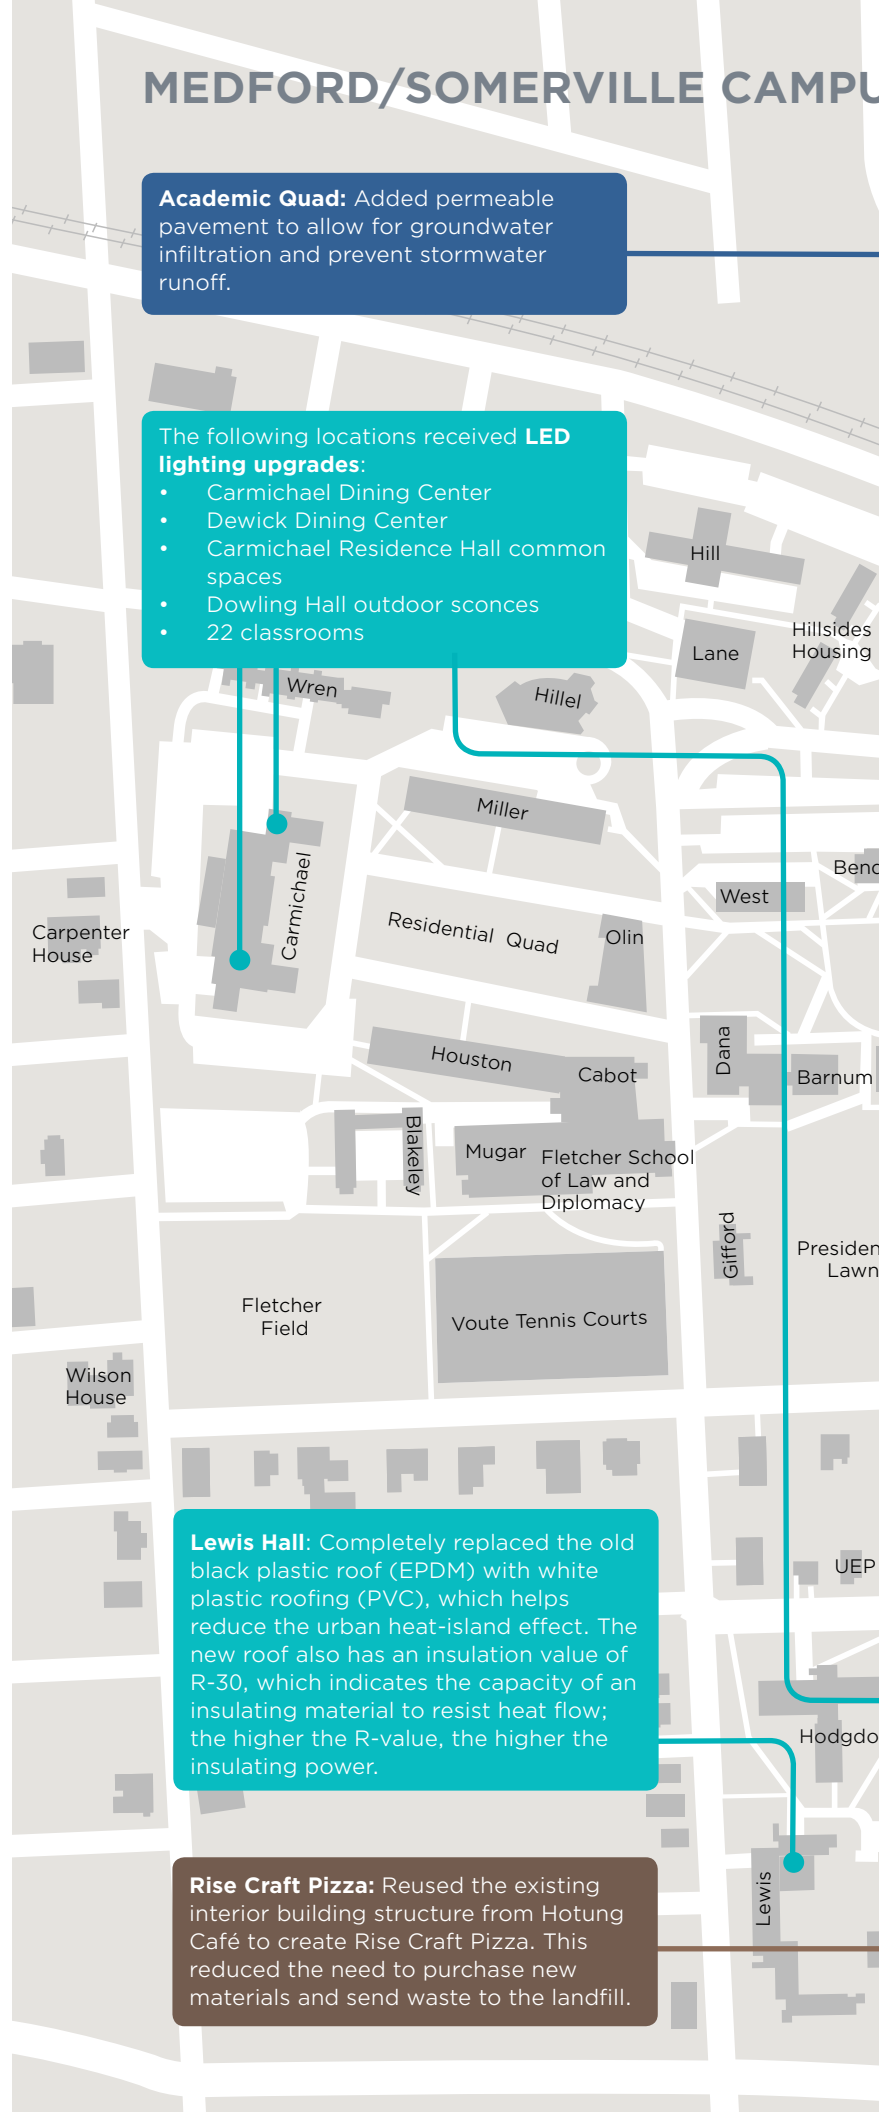 MEDFORD/SOMERVILLE CAMPU
Academic Quad: Added permeable
pavement to allow for groundwater
infiltration and prevent stormwater
runoff.
The following locations received LED
lighting upgrades:
• Carmichael Dining Center
• Dewick Dining Center
• Carmichael Residence Hall common
spaces
• Dowling Hall outdoor sconces
• 22 classrooms
Hill
Lane
Hillsides
Housing
Wren
Hillel
Miller
Carmichael
Residential Quad
Olin
West
Benc
Carpenter
House
Houston
Cabot
Dana
Barnum
Blakeley
Mugar
Fletcher School
of Law and
Diplomacy
Gifford
Presiden
Lawn
Fletcher
Field
Voute Tennis Courts
Wilson
House
Lewis Hall: Completely replaced the old
black plastic roof (EPDM) with white
plastic roofing (PVC), which helps
reduce the urban heat-island effect. The
new roof also has an insulation value of
R-30, which indicates the capacity of an
insulating material to resist heat flow;
the higher the R-value, the higher the
insulating power.
UEP
Hodgdo
Lewis
Rise Craft Pizza: Reused the existing
interior building structure from Hotung
Café to create Rise Craft Pizza. This
reduced the need to purchase new
materials and send waste to the landfill.